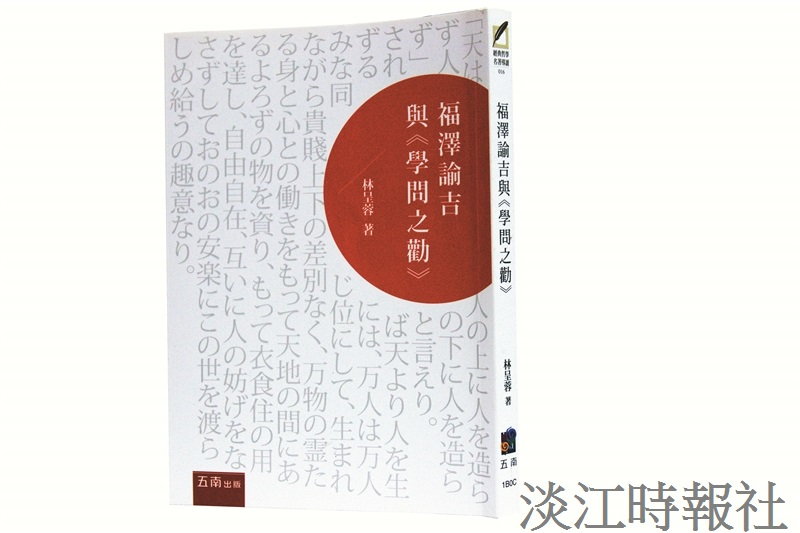 福澤諭吉
與《學問之勸》
林呈蓉 著
「天は人の上に人を造ら
ず人の下に人を造ら
ず」と言えり。
されば天より人を生
ずるには、万人は万人
みな同じ位にして、生まれ
ながら貴賤上下の差別なく、万物の霊た
る身と心との働きをもって天地の間にあ
るよろずの物を資り、もって衣食住の用
を達し、自由自在、互いに人の妨げをな
さずしておのおの安楽にこの世を渡ら
しめ給うの趣意なり。
五南出版
經典哲學
名著導讀
016
福澤諭吉與《學問之勸》
林呈蓉 著
五南
1B0C
淡江時報社